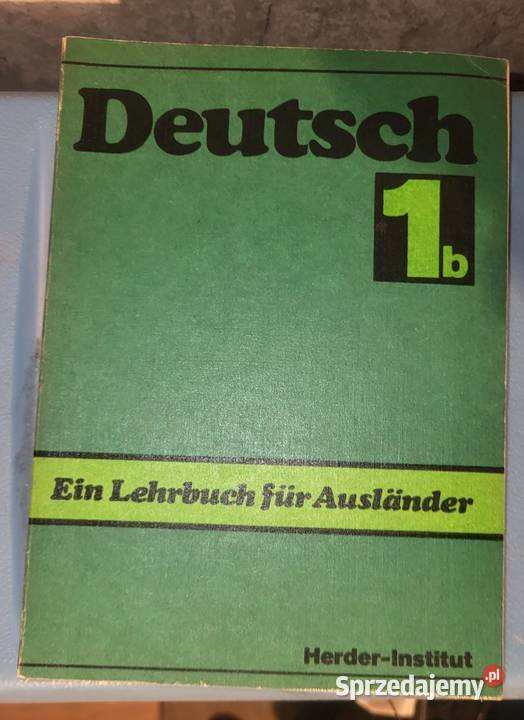 Deutsch
1b
Ein Lehrbuch für Ausländer
Herder-Institut
Sprzedajemy.pl